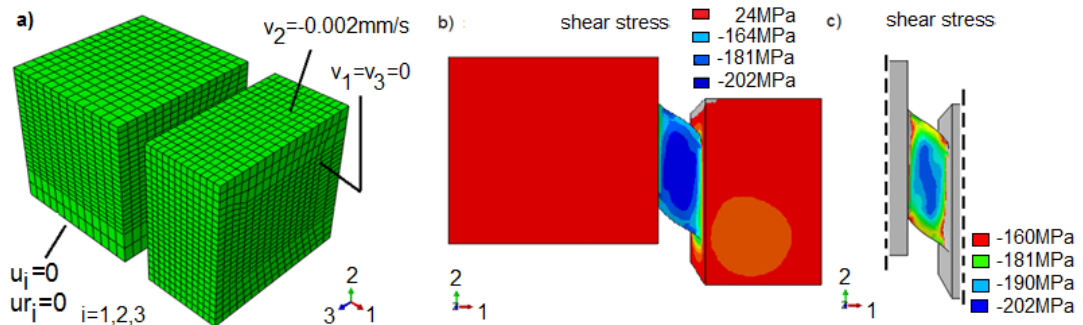 a)
v2=-0.002mm/s
v1=v3=0
ui=0
uri=0 i=1,2,3
2
3 1
b)
shear stress
24MPa
-164MPa
-181MPa
-202MPa
2
1
c)
shear stress
-160MPa
-181MPa
-190MPa
-202MPa
2
1